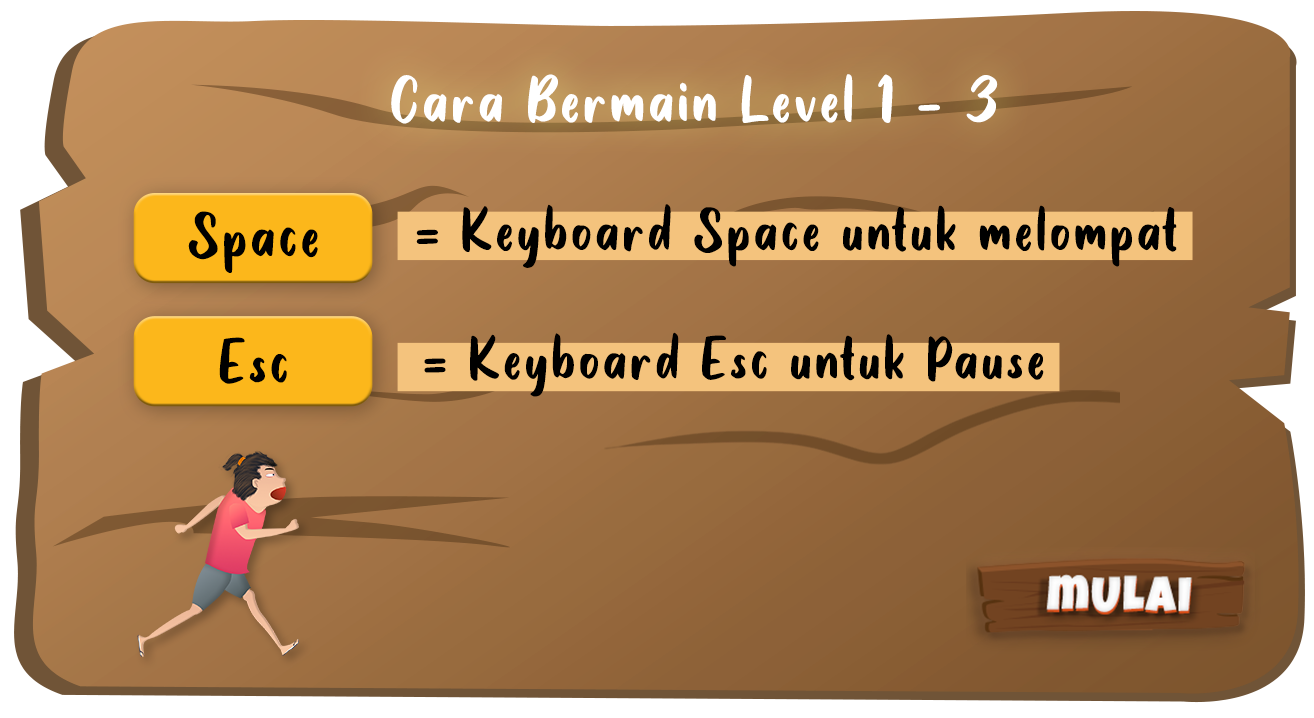 Cara Bermain Level 1 - 3
Space = Keyboard Space untuk melompat
Esc = Keyboard Esc untuk Pause
MULAI